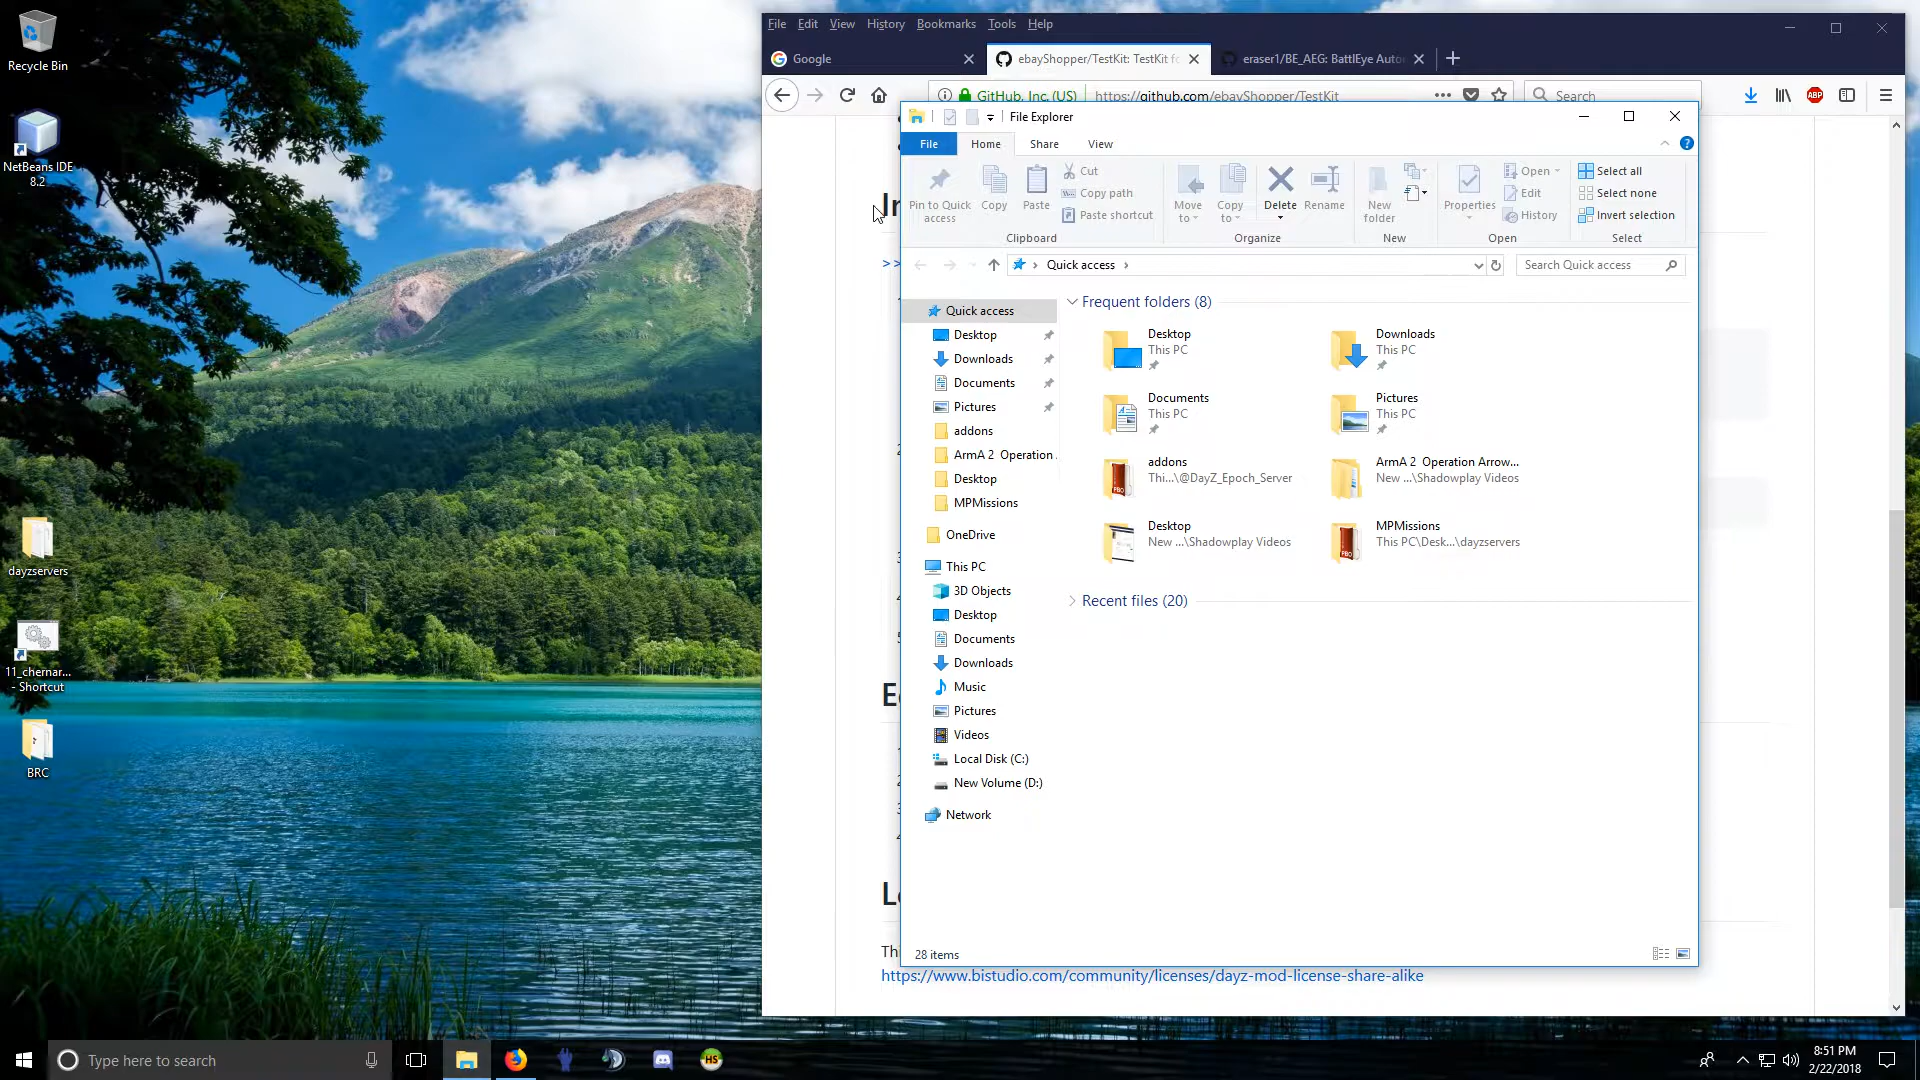 Recycle Bin
NetBeans IDE
8.2
dayzservers
11_chernar...
- Shortcut
BRC
File Edit View History Bookmarks Tools Help
Google
ebayShopper/TestKit: TestKit fo
eraser1/BE_AEG: BattlEye Auto
GitHub, Inc. (US)
https://github.com/ebayShopper/TestKit
Search
ABP
In
>>
Ec
Th
https://www.bistudio.com/community/licenses/dayz-mod-license-share-alike
File Explorer
File Home Share View
Pin to Quick
access
Copy
Paste
Cut
Copy path
Paste shortcut
Clipboard
Move
to
Copy
to
Delete
Rename
Organize
New
folder
New
Properties
Open
Edit
History
Open
Select all
Select none
Invert selection
Select
Quick access
Search Quick access
Quick access
Desktop
Downloads
Documents
Pictures
addons
ArmA 2 Operation
Desktop
MPMissions
OneDrive
This PC
3D Objects
Desktop
Documents
Downloads
Music
Pictures
Videos
Local Disk (C:)
New Volume (D:)
Network
Frequent folders (8)
Desktop
This PC
Downloads
This PC
Documents
This PC
Pictures
This PC
addons
Thi...\@DayZ_Epoch_Server
ArmA 2 Operation Arrow...
New ...\Shadowplay Videos
Desktop
New ...\Shadowplay Videos
MPMissions
This PC\Desk...\dayzservers
Recent files (20)
28 items
Type here to search
HS
8:51 PM
2/22/2018